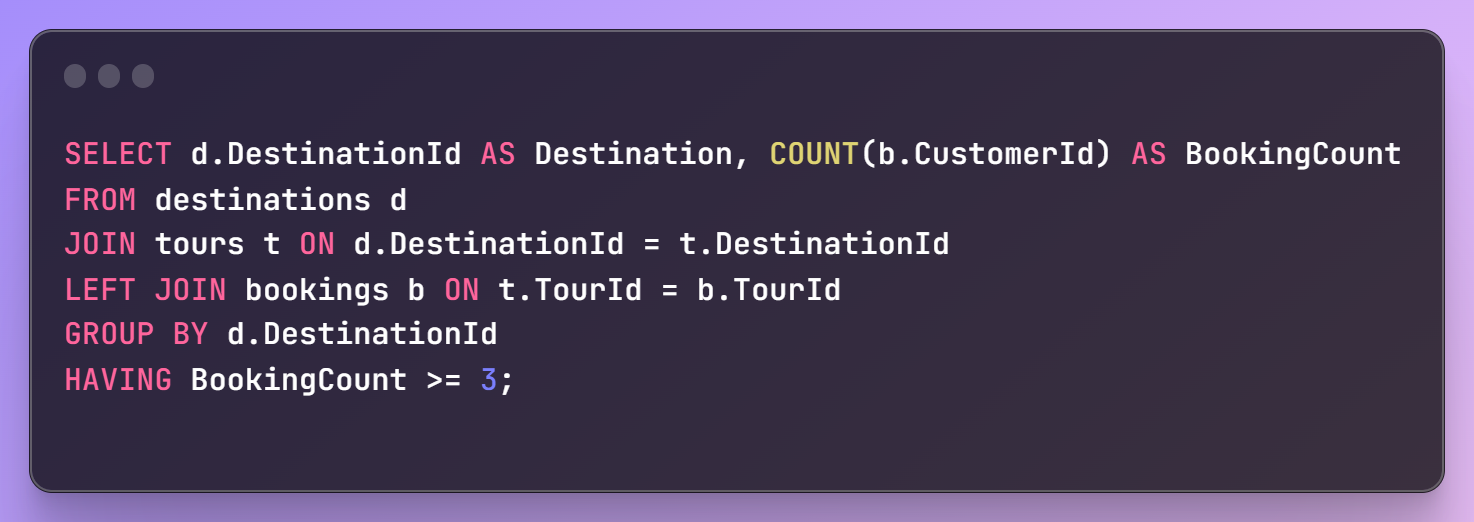 SELECT d.DestinationId AS Destination, COUNT(b.CustomerId) AS BookingCount
FROM destinations d
JOIN tours t ON d.DestinationId = t.DestinationId
LEFT JOIN bookings b ON t.TourId = b.TourId
GROUP BY d.DestinationId
HAVING BookingCount >= 3;